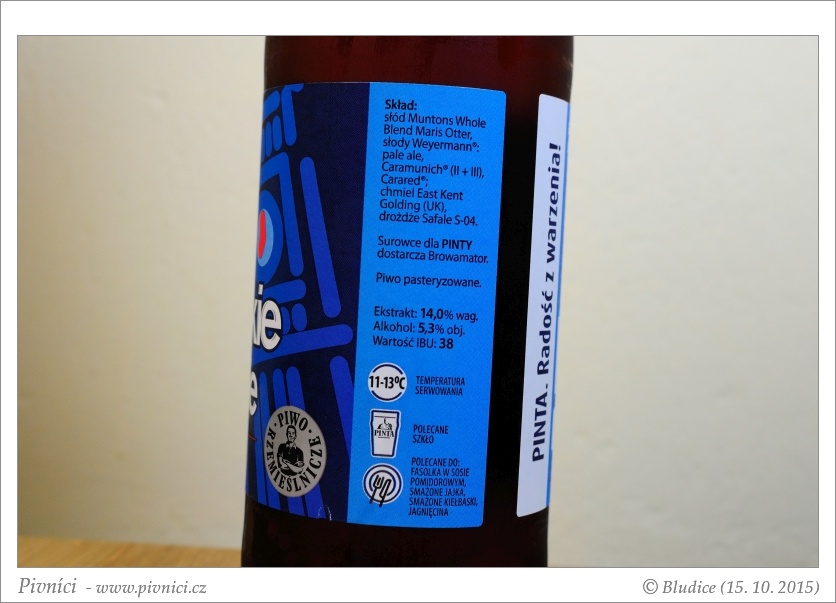 Skład:
słód Muntons Whole
Blend Maris Otter,
słody Weyermann®:
pale ale,
Caramunich® (II + III),
Carared®;
chmiel East Kent
Golding (UK),
drożdże Safale S-04.
Surowce dla PINTY
dostarcza Browamator.
Piwo pasteryzowane.
Ekstrakt: 14,0% wag.
Alkohol: 5,3% obj.
Wartość IBU: 38
11-13°C
TEMPERATURA
SERWOWANIA
PINTA
POLECANE
SZKŁO
POLECANE DO:
FASOLKA W SOSIE
POMIDOROWYM,
SMAŻONE JAJKA,
SMAŻONE KIEŁBASKI,
JAGNIĘCINA
kie
e
· PIWO ·
RZEMIEŚLNICZE
PINTA. Radość z warzenia!
Pivníci - www.pivnici.cz
© Bludice (15. 10. 2015)